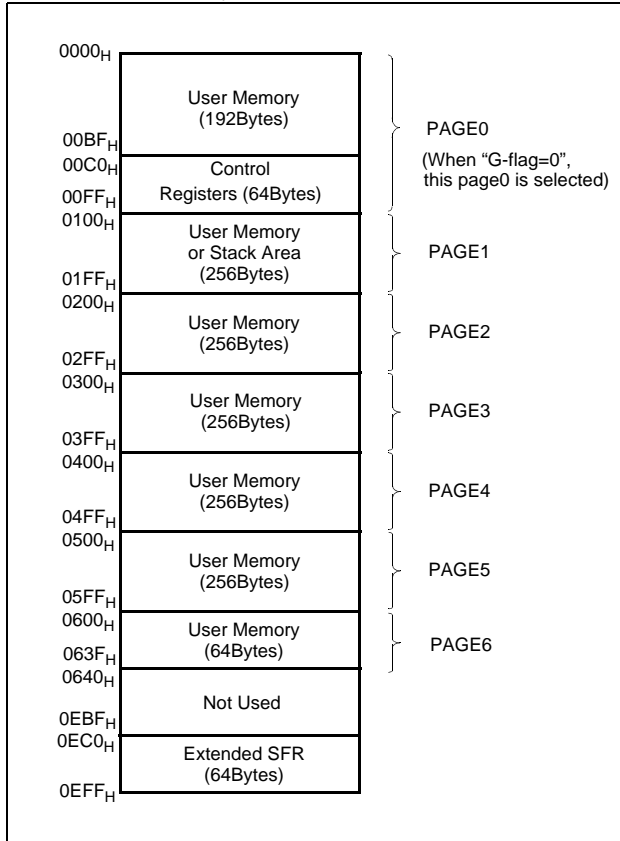 0000H
User Memory
(192Bytes)
00BFH
PAGE0
(When “G-flag=0”,
this page0 is selected)
00C0H
Control
Registers (64Bytes)
00FFH
0100H
User Memory
or Stack Area
(256Bytes)
PAGE1
01FFH
0200H
User Memory
(256Bytes)
PAGE2
02FFH
0300H
User Memory
(256Bytes)
PAGE3
03FFH
0400H
User Memory
(256Bytes)
PAGE4
04FFH
0500H
User Memory
(256Bytes)
PAGE5
05FFH
0600H
User Memory
(64Bytes)
PAGE6
063FH
0640H
Not Used
0EBFH
0EC0H
Extended SFR
(64Bytes)
0EFFH